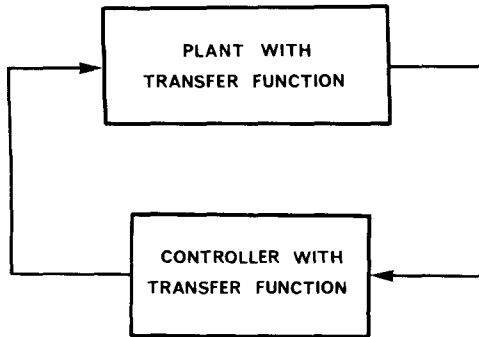 PLANT WITH
TRANSFER FUNCTION
CONTROLLER WITH
TRANSFER FUNCTION